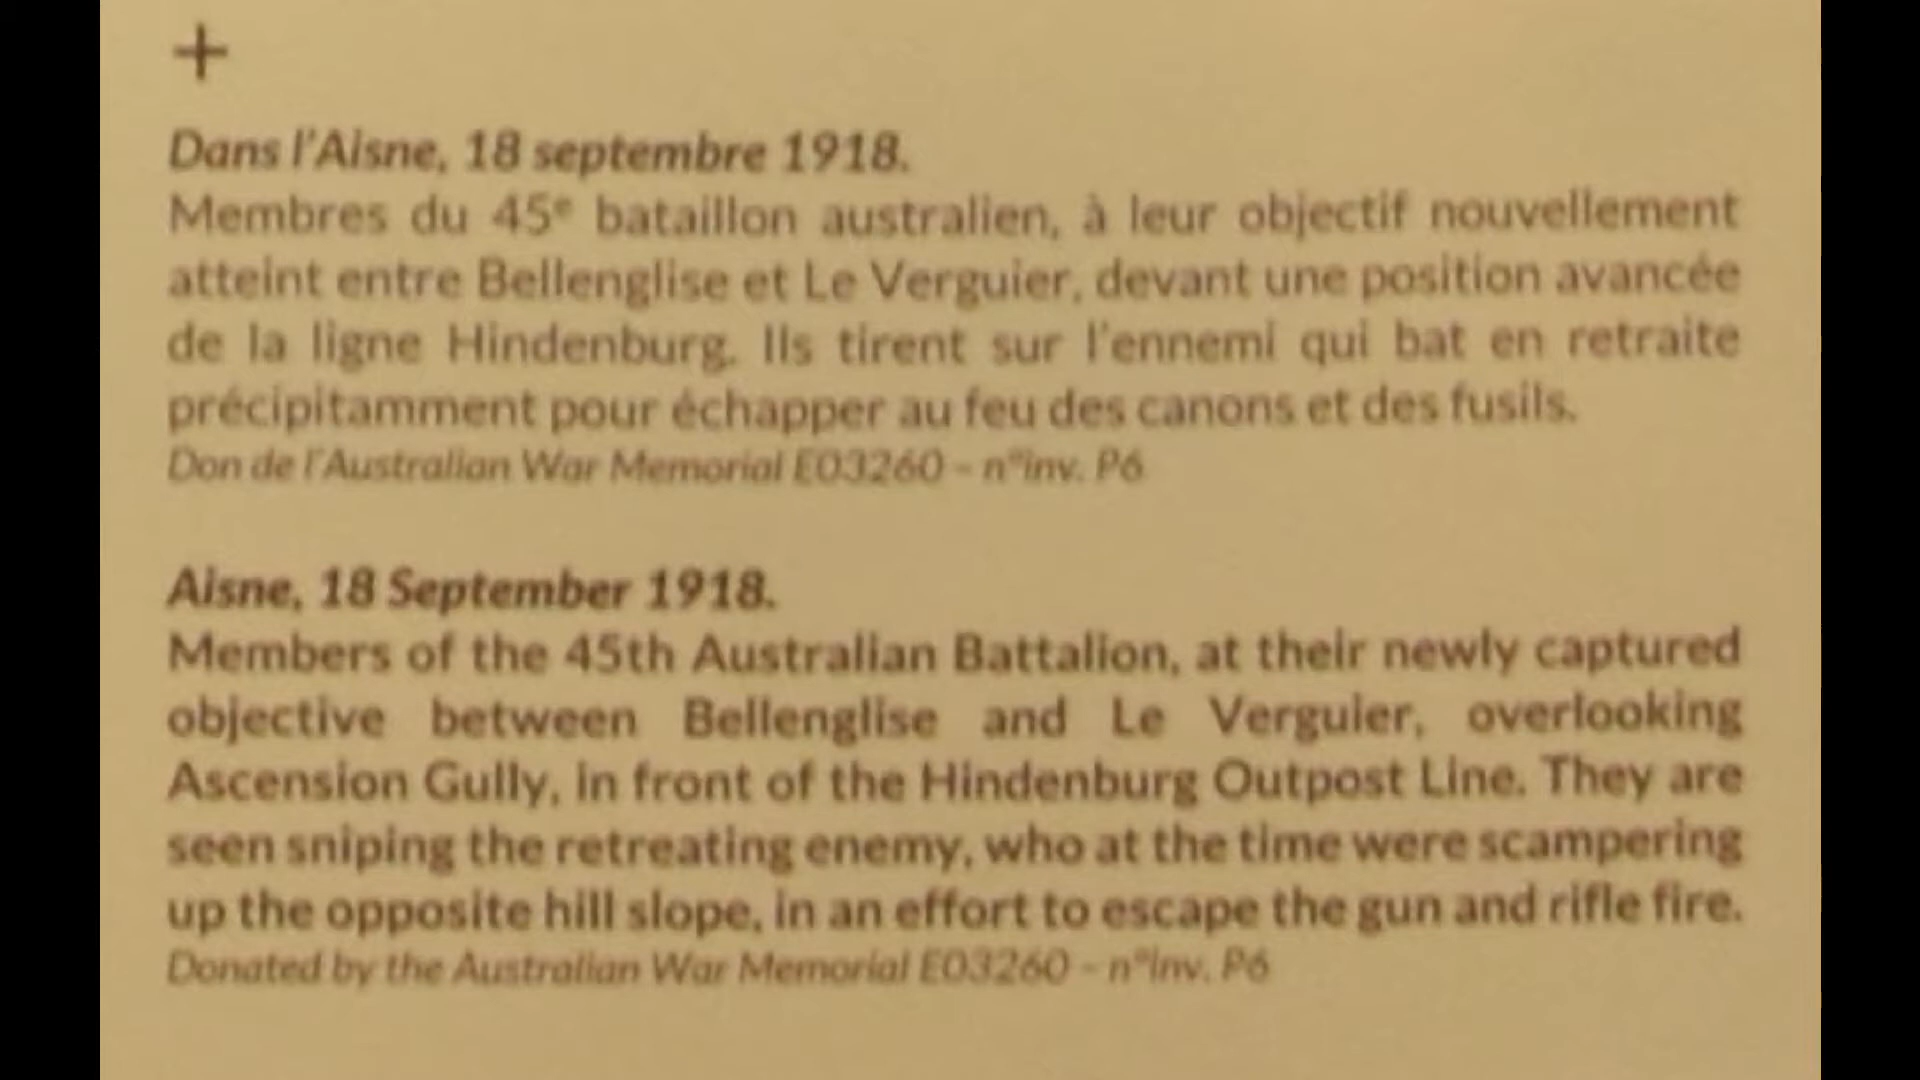 +
Dans l'Aisne, 18 septembre 1918.
Membres du 45e bataillon australien, à leur objectif nouvellement
atteint entre Bellenglise et Le Verguier, devant une position avancée
de la ligne Hindenburg. Ils tirent sur l'ennemi qui bat en retraite
précipitamment pour échapper au feu des canons et des fusils.
Don de l'Australian War Memorial E03260 – n°inv. P6
Aisne, 18 September 1918.
Members of the 45th Australian Battalion, at their newly captured
objective between Bellenglise and Le Verguier, overlooking
Ascension Gully, in front of the Hindenburg Outpost Line. They are
seen sniping the retreating enemy, who at the time were scampering
up the opposite hill slope, in an effort to escape the gun and rifle fire.
Donated by the Australian War Memorial E03260 – n°inv. P6